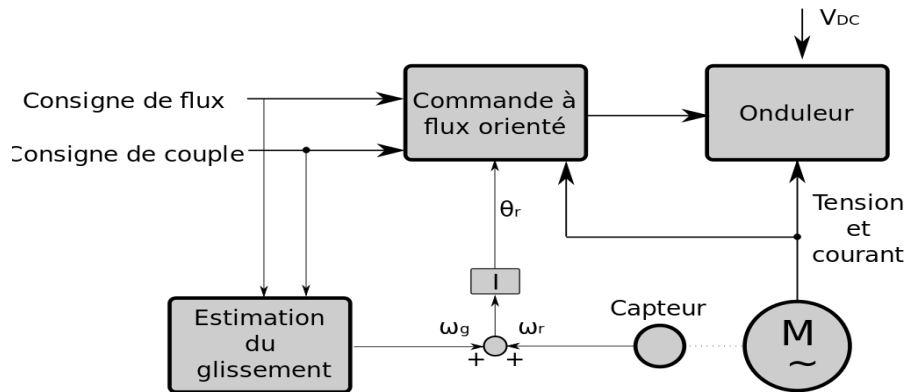 V DC
Consigne de flux
Commande à
flux orienté
Onduleur
Consigne de couple
θr
Tension
et
courant
I
Capteur
Estimation
du
glissement
ωg
ωr
+
+
M
~